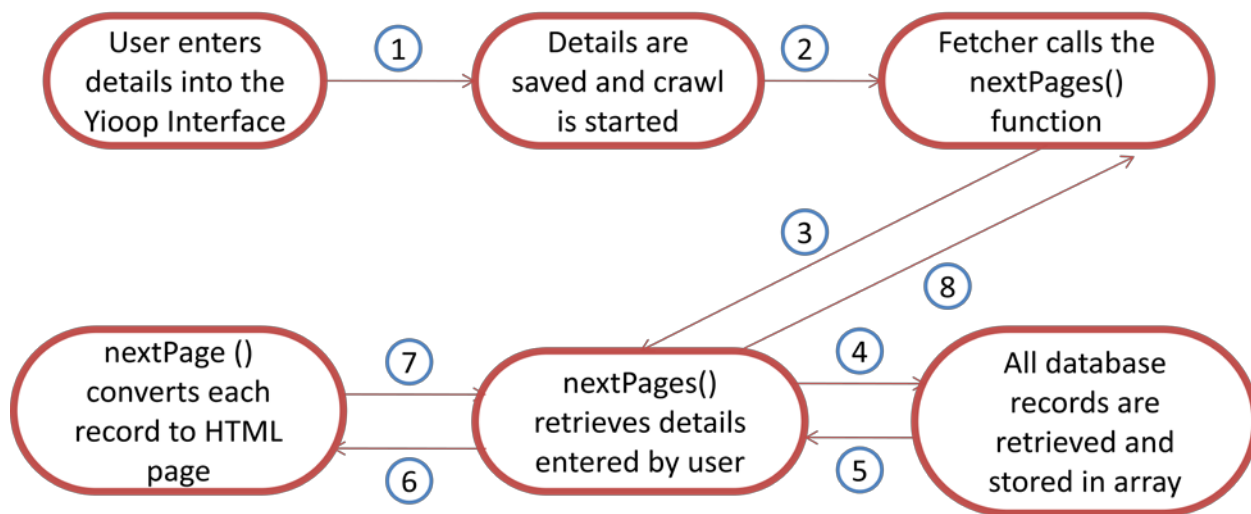 User enters
details into the
Yioop Interface
1
Details are
saved and crawl
is started
2
Fetcher calls the
nextPages()
function
3
8
nextPage ()
converts each
record to HTML
page
7
6
nextPages()
retrieves details
entered by user
4
5
All database
records are
retrieved and
stored in array